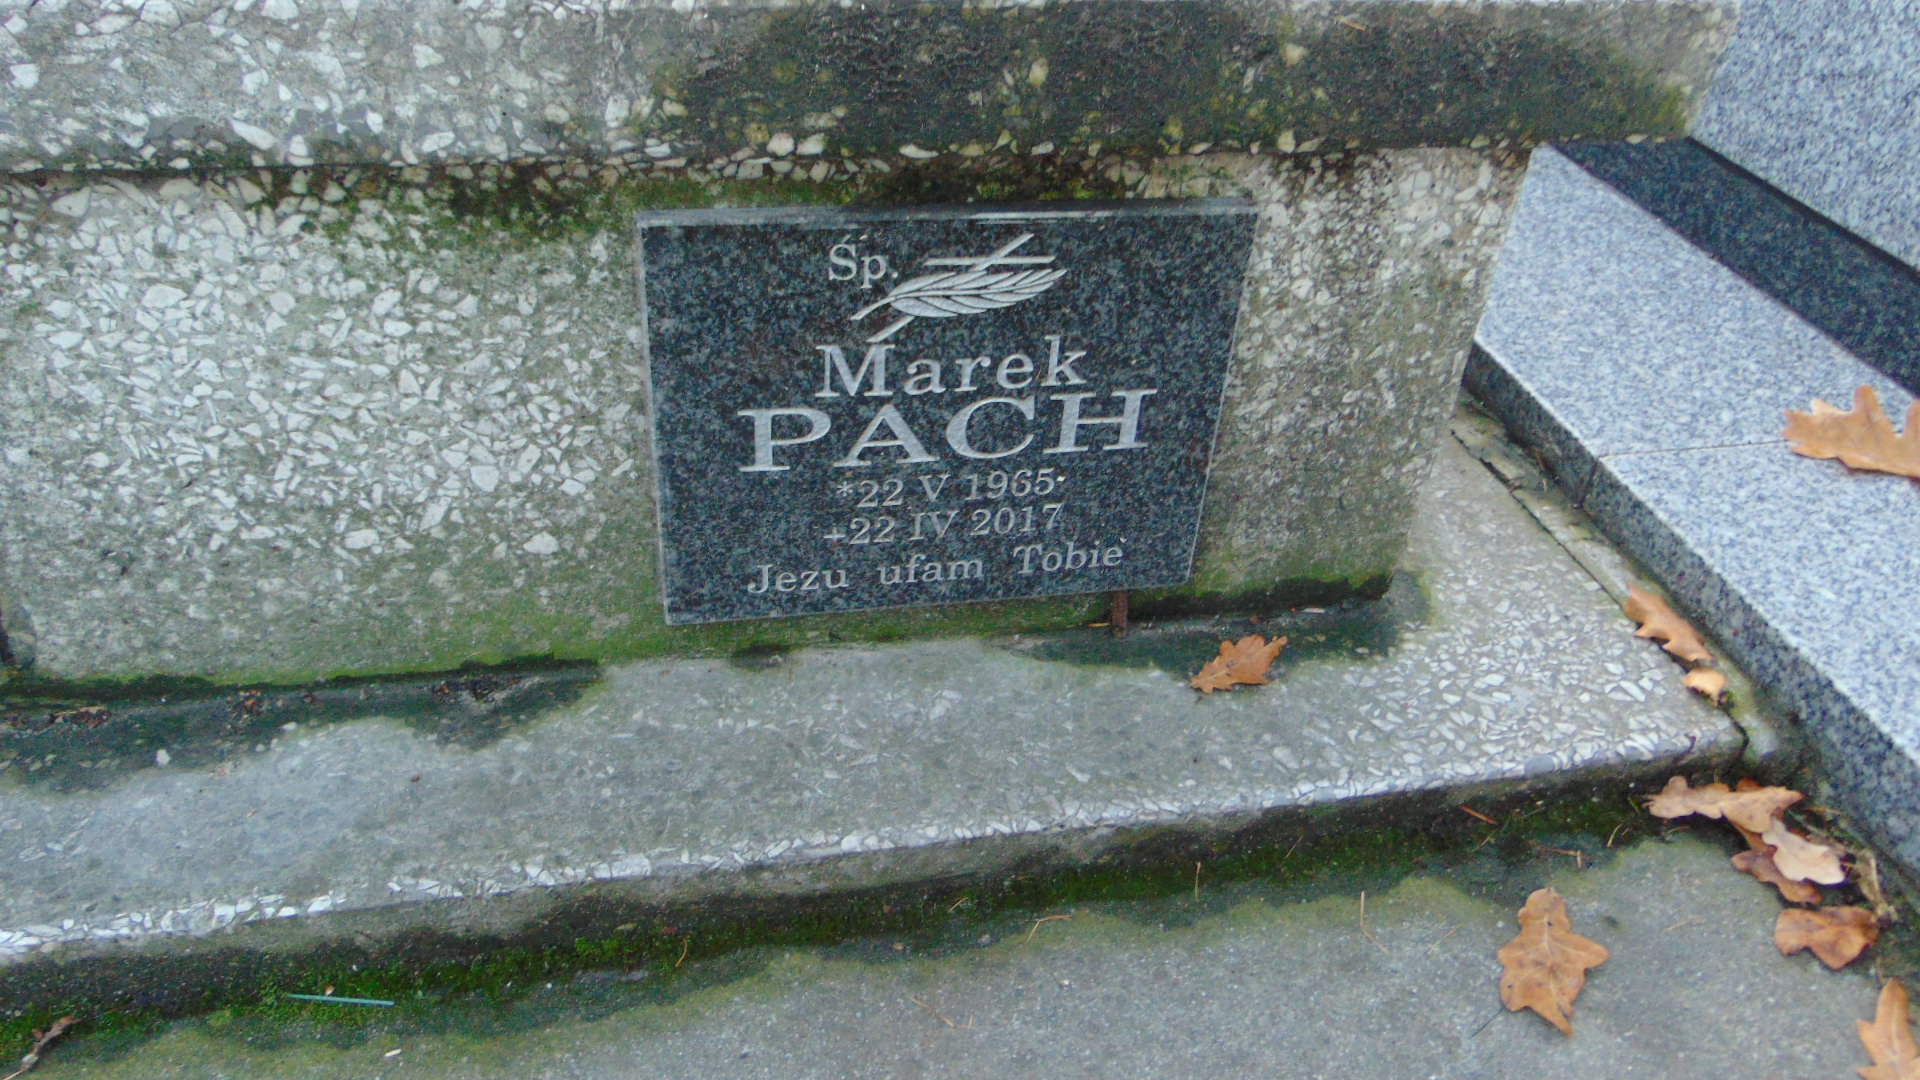 Śp.
Marek
PACH
*22 V 1965
+22 IV 2017
Jezu ufam Tobie